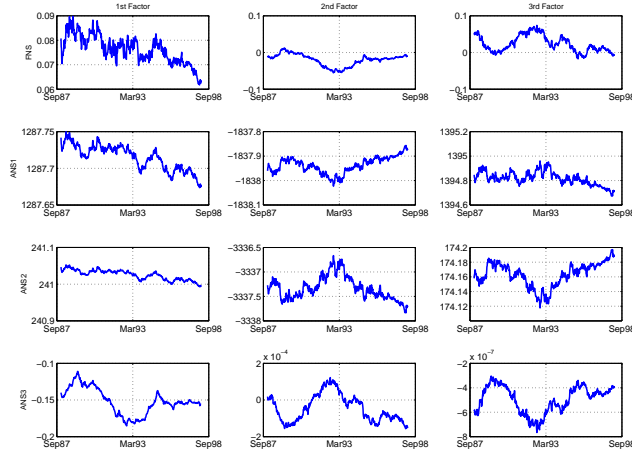 1st Factor
2nd Factor
3rd Factor
FNS
0.09
0.08
0.07
0.06
Sep87
Mar93
Sep98
0.1
0
−0.1
Sep87
Mar93
Sep98
0.1
0
−0.1
Sep87
Mar93
Sep98
ANS1
1287.75
1287.7
1287.65
Sep87
Mar93
Sep98
−1837.8
−1837.9
−1838
−1838.1
Sep87
Mar93
Sep98
1395.2
1395
1394.8
1394.6
Sep87
Mar93
Sep98
ANS2
241.1
241
240.9
Sep87
Mar93
Sep98
−3336.5
−3337
−3337.5
−3338
Sep87
Mar93
Sep98
174.2
174.16
174.14
174.12
Sep87
Mar93
Sep98
ANS3
−0.1
−0.15
−0.2
Sep87
Mar93
Sep98
x 10⁻⁴
2
0
−2
Sep87
Mar93
Sep98
x 10⁻⁷
−2
−4
−6
−8
Sep87
Mar93
Sep98